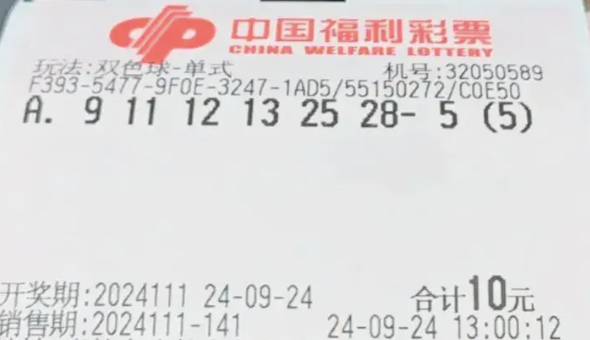 中国福利彩票
CHINA WELFARE LOTTERY
玩法:双色球-单式 机号:32050589
F393-5477-9F0E-3247-1AD5/55150272/C0E50
A. 9 11 12 13 25 28- 5 (5)
开奖期:2024111 24-09-24 合计10元
销售期:2024111-141 24-09-24 13:00:12